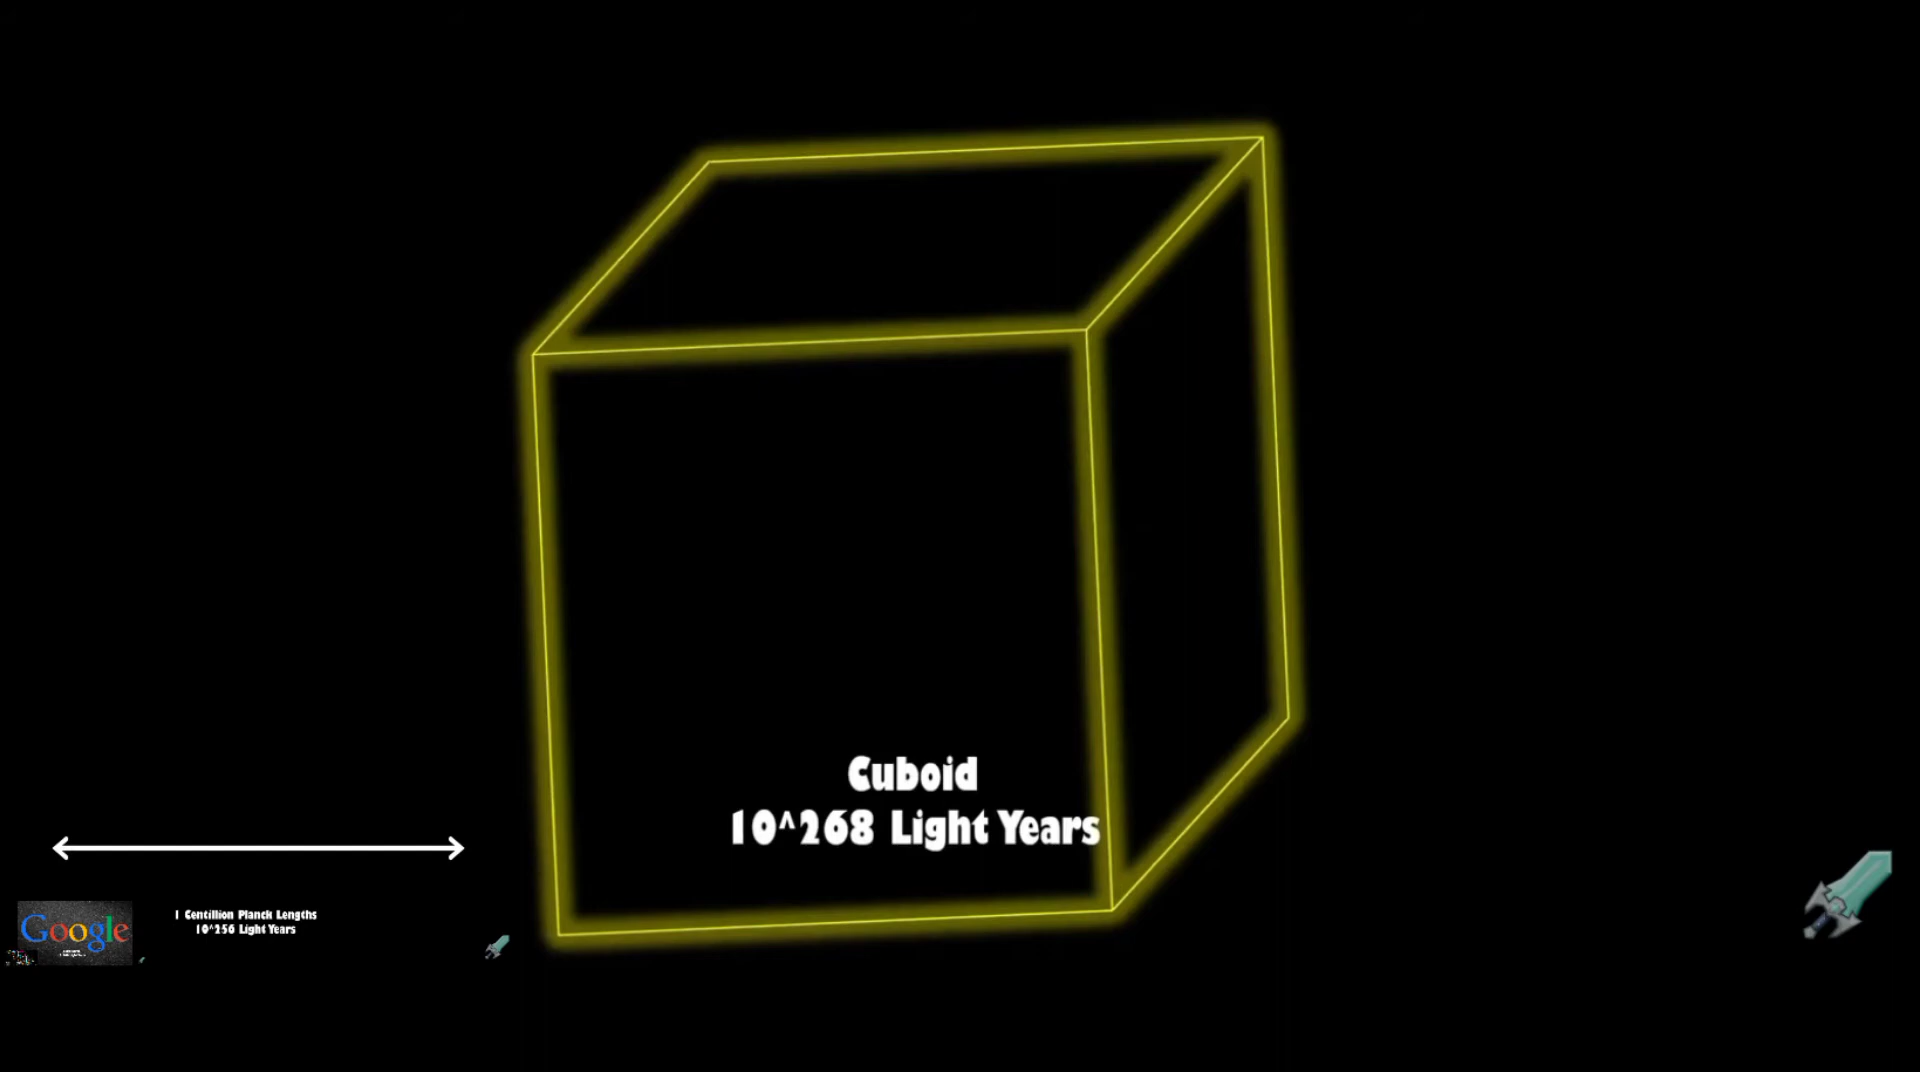 Cuboid
10^268 Light Years
Google
1 Centillion Planck Lengths
10^256 Light Years